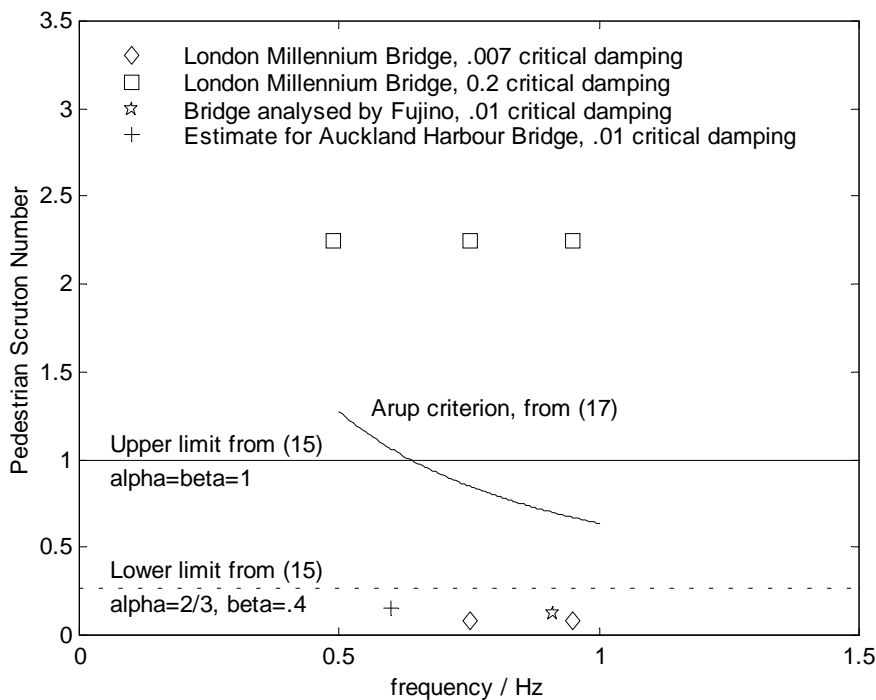 3.5
London Millennium Bridge, .007 critical damping
London Millennium Bridge, 0.2 critical damping
3
Bridge analysed by Fujino, .01 critical damping
Estimate for Auckland Harbour Bridge, .01 critical damping
2.5
2
Pedestrian Scruton Number
1.5
Arup criterion, from (17)
Upper limit from (15)
1
alpha=beta=1
0.5
Lower limit from (15)
alpha=2/3, beta=.4
0
0 0.5 1 1.5
frequency / Hz